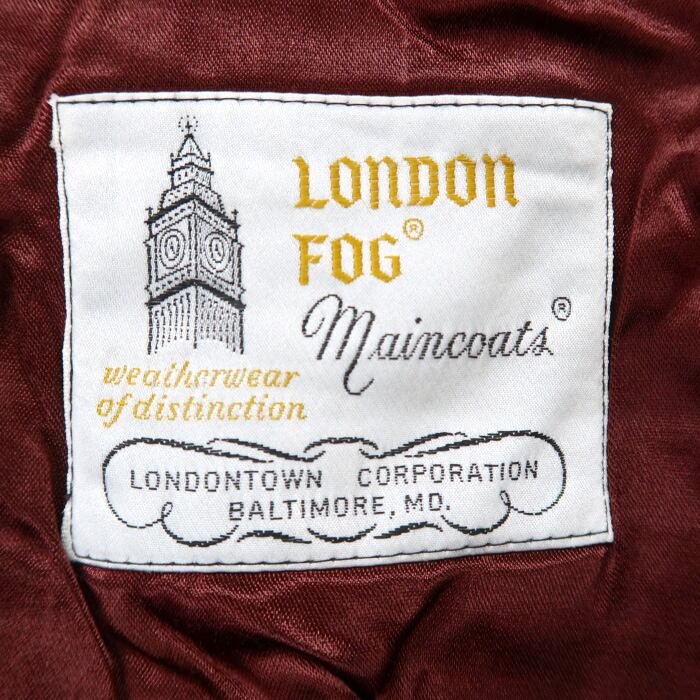 LONDON
FOG®
Maincoats®
weatherwear
of distinction
LONDONTOWN CORPORATION
BALTIMORE, MD.